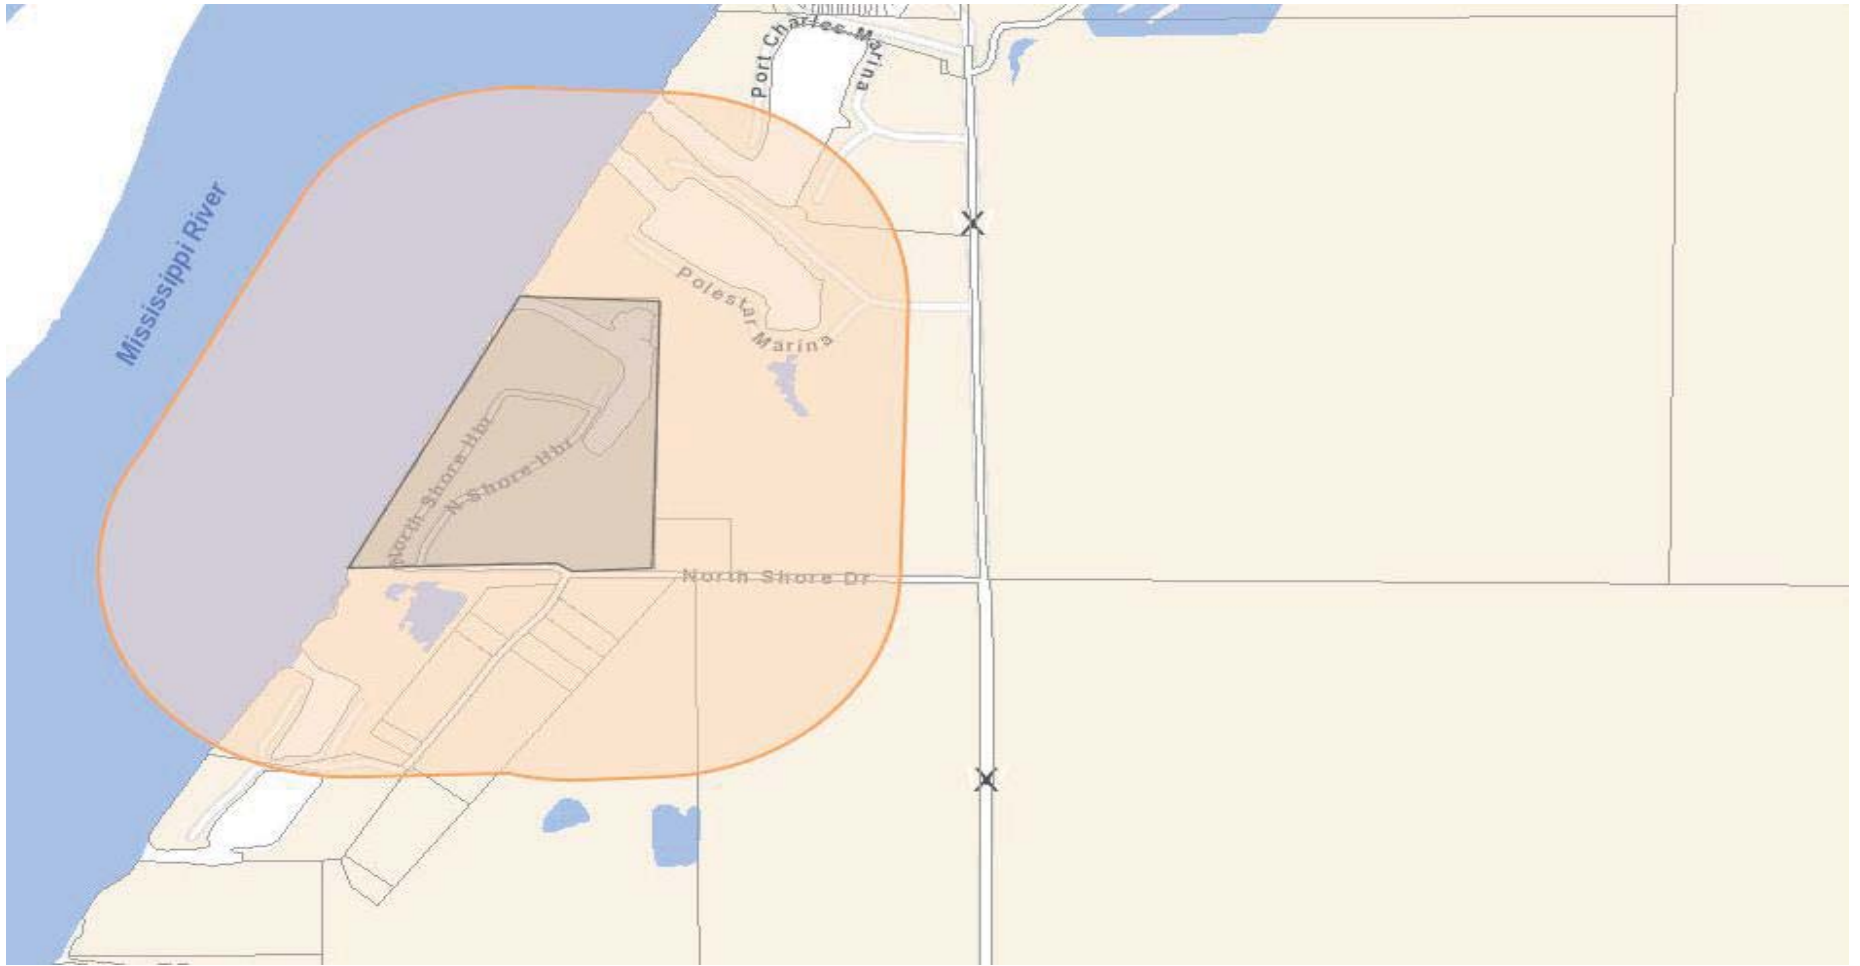 Port Charles Marina
Mississippi River
Polestar Marina
North Shore Hbr
N Shore Hbr
North Shore Dr